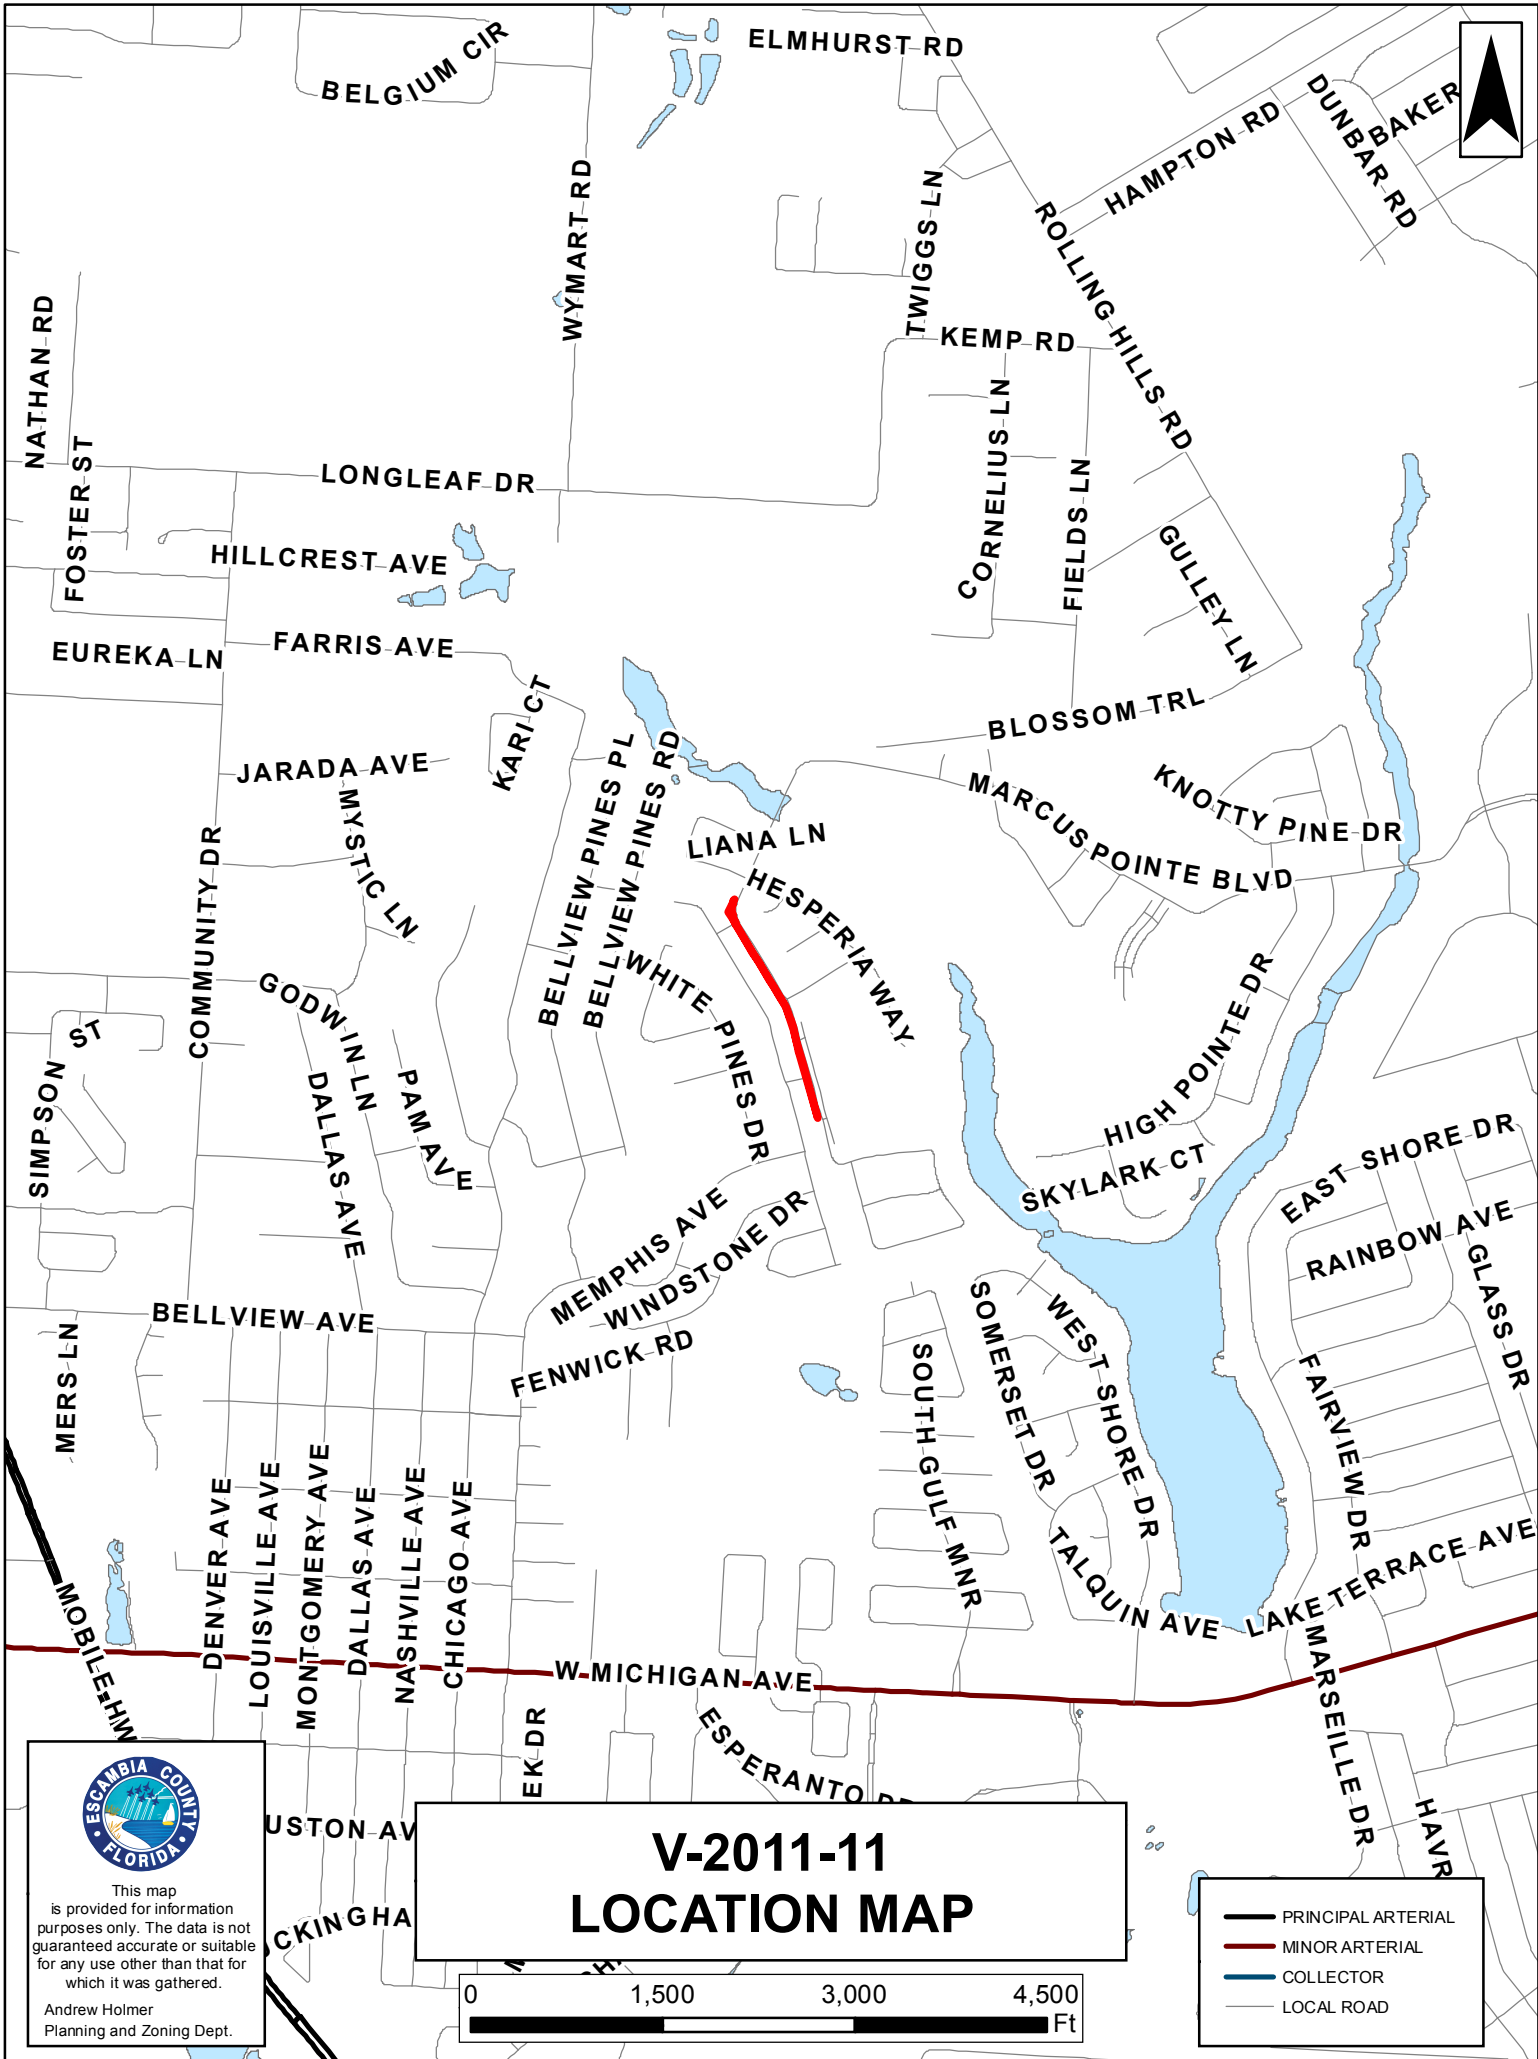 ELMHURST RD
BELGIUM CIR
DUNBAR RD
BAKER
HAMPTON RD
WYMART RD
TWIGGS LN
ROLLING HILLS RD
NATHAN RD
KEMP RD
CORNELIUS LN
FOSTER ST
LONGLEAF DR
FIELDS LN
HILLCREST AVE
GULLEY LN
EUREKA LN
FARRIS AVE
KARI CT
BLOSSOM TRL
JARADA AVE
BELLVIEW PINES PL
BELLVIEW PINES RD
KNOTTY PINE DR
MARCUS POINTE BLVD
MYSTIC LN
LIANA LN
COMMUNITY DR
HESPERIA WAY
WHITE PINES DR
GODWIN LN
HIGH POINTE DR
SIMPSON ST
DALLAS AVE
PAM AVE
EAST SHORE DR
SKYLARK CT
MEMPHIS AVE
WINDSTONE DR
RAINBOW AVE
GLASS DR
BELLVIEW AVE
SOMERSET DR
WEST SHORE DR
MERS LN
FENWICK RD
SOUTH GULF MNR
FAIRVIEW DR
DENVER AVE
LOUISVILLE AVE
MONTGOMERY AVE
DALLAS AVE
NASHVILLE AVE
CHICAGO AVE
TALQUIN AVE
LAKE TERRACE AVE
MOBILE HW
W MICHIGAN AVE
MARSEILLE DR
ESPERANTO DR
EK DR
HAVR
USTON AV
CKINGHA
ESCAMBIA COUNTY
FLORIDA
This map
is provided for information
purposes only. The data is not
guaranteed accurate or suitable
for any use other than that for
which it was gathered.
Andrew Holmer
Planning and Zoning Dept.
V-2011-11
LOCATION MAP
0 1,500 3,000 4,500
Ft
PRINCIPAL ARTERIAL
MINOR ARTERIAL
COLLECTOR
LOCAL ROAD